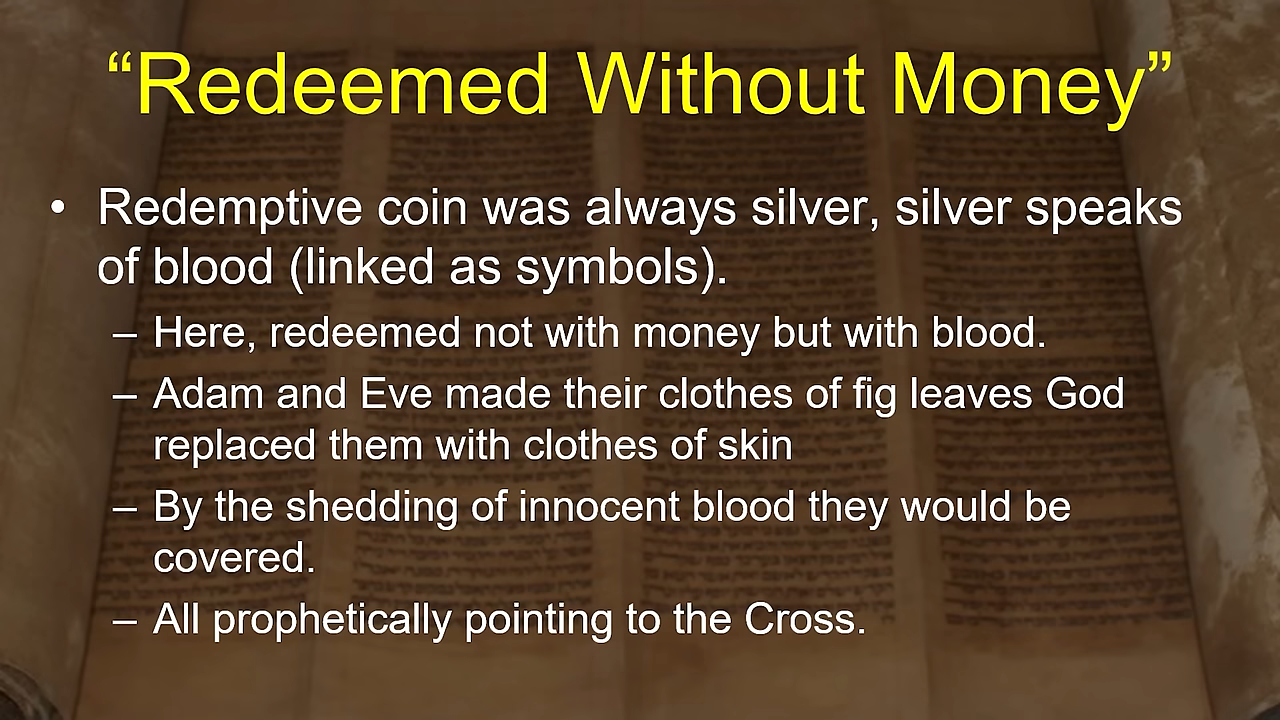 “Redeemed Without Money”
• Redemptive coin was always silver, silver speaks
of blood (linked as symbols).
– Here, redeemed not with money but with blood.
– Adam and Eve made their clothes of fig leaves God
replaced them with clothes of skin
– By the shedding of innocent blood they would be
covered.
– All prophetically pointing to the Cross.